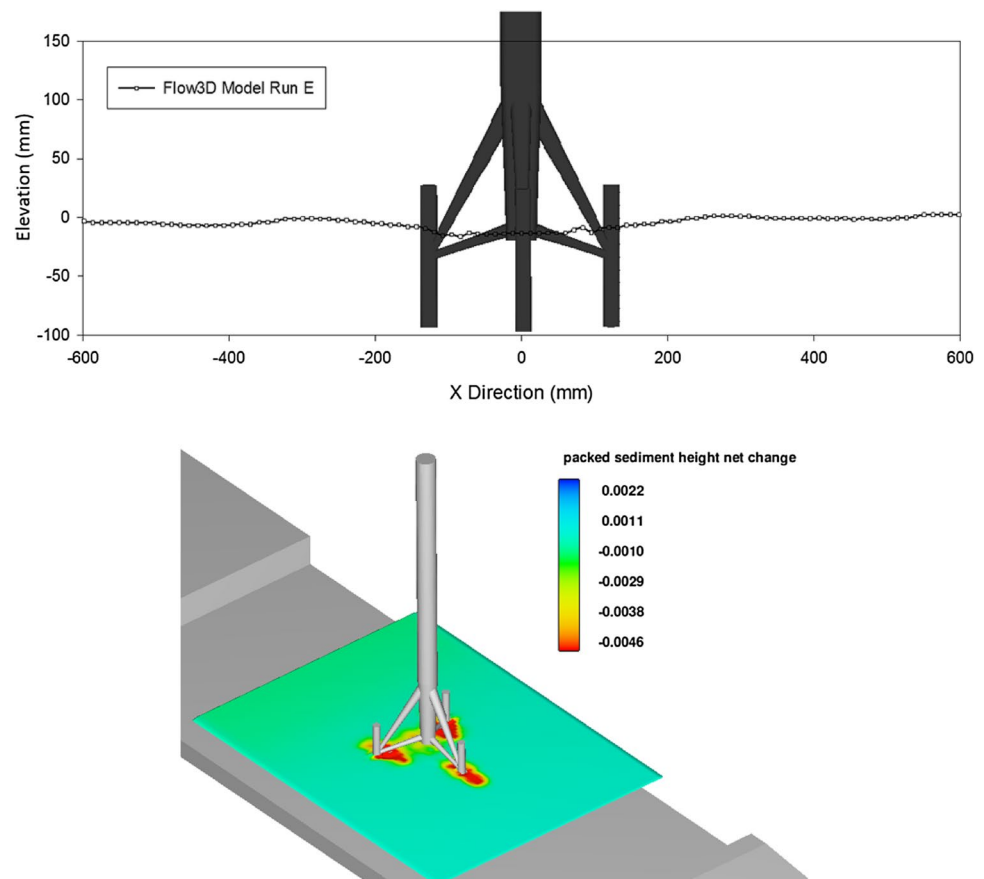 150
Flow3D Model Run E
100
50
0
-50
-100
Elevation (mm)
-600 -400 -200 0 200 400 600
X Direction (mm)
packed sediment height net change
0.0022
0.0011
-0.0010
-0.0029
-0.0038
-0.0046